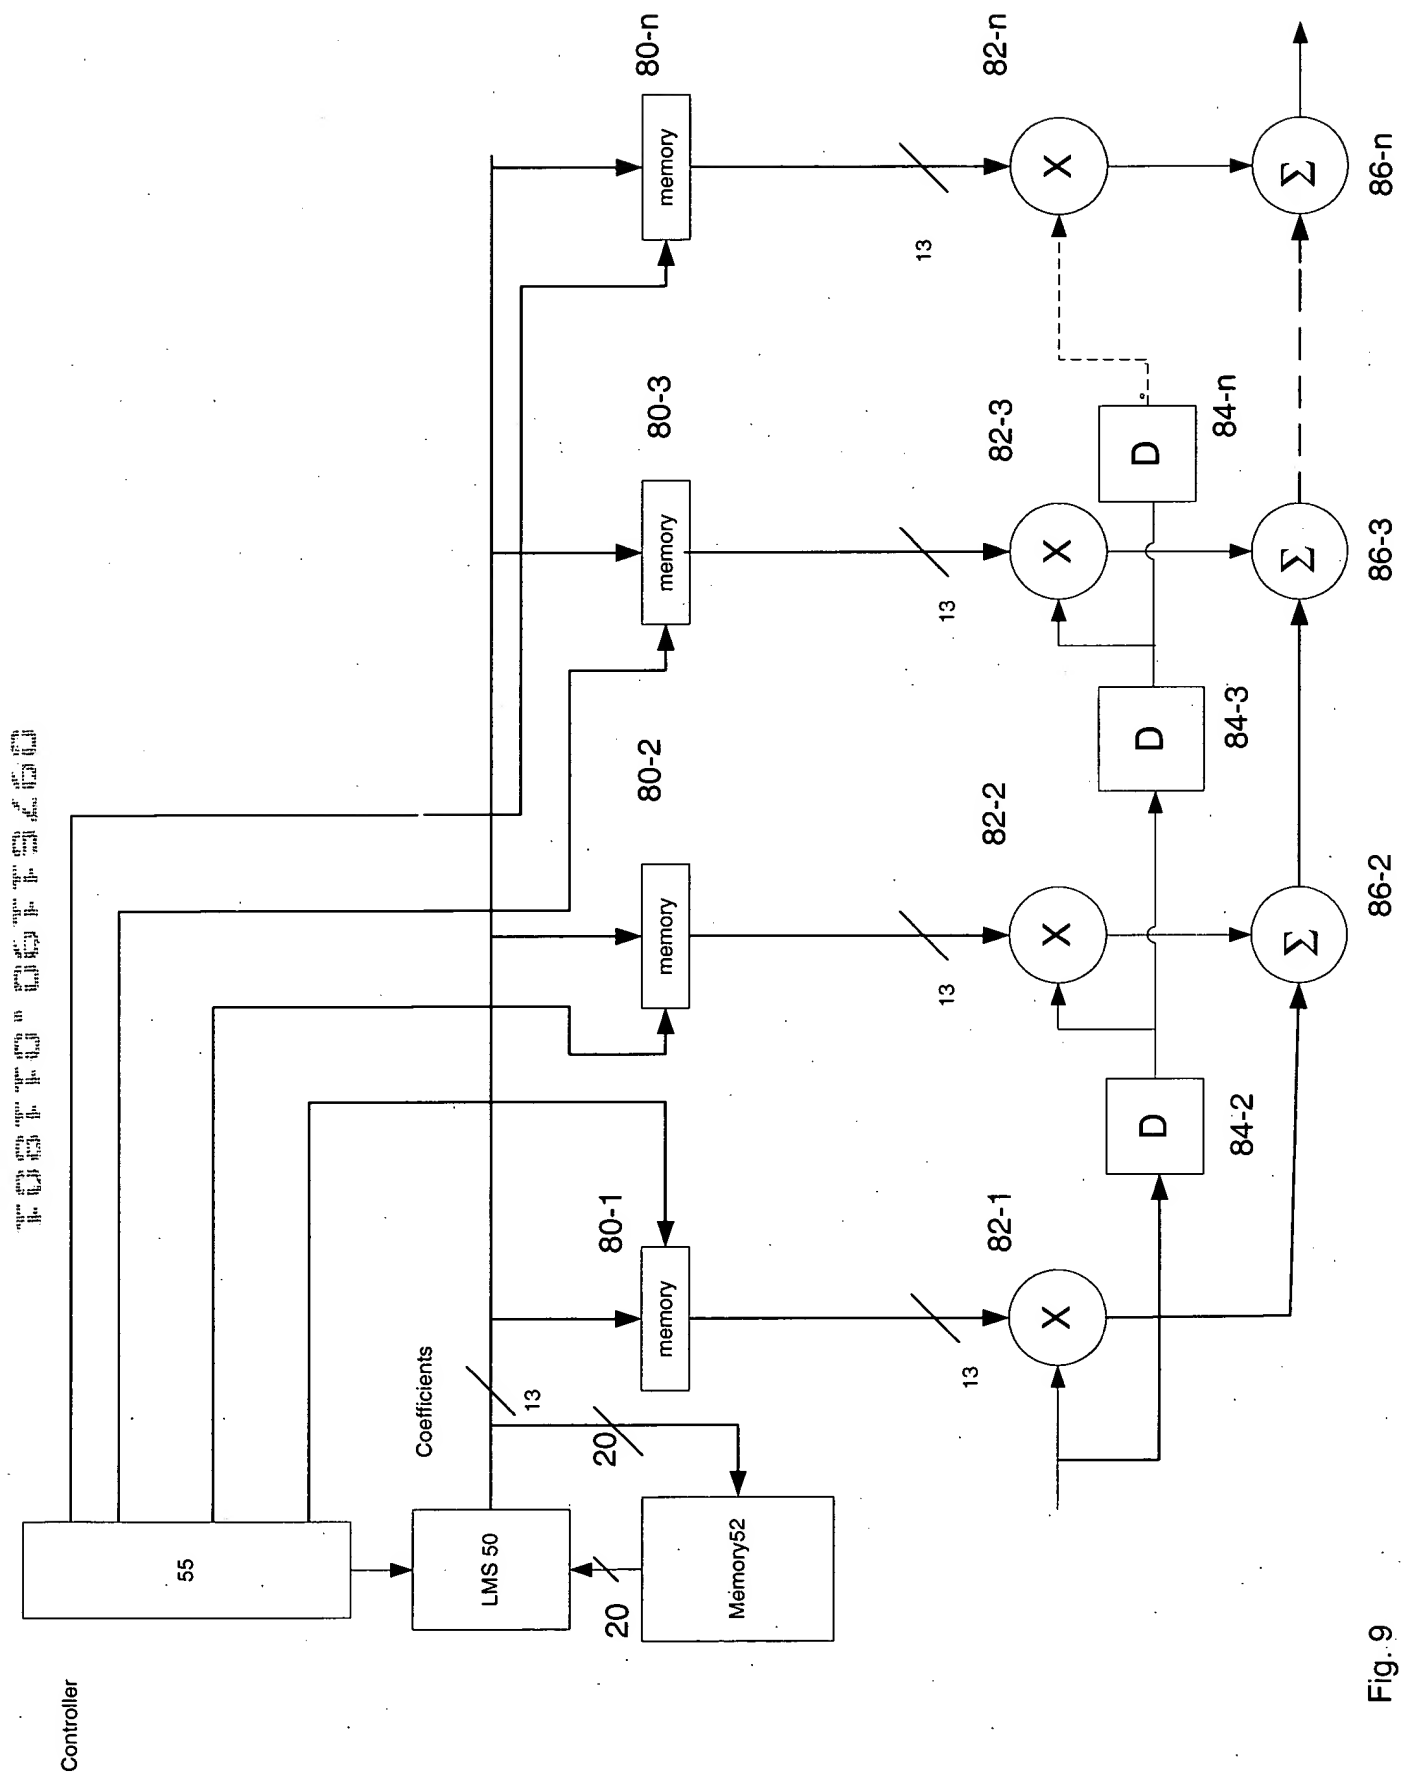 Controller
55
LMS 50
Coefficients
13
20
20
Memory52
80-1
80-2
80-3
80-n
memory
memory
memory
memory
13
13
13
13
82-1
82-2
82-3
82-n
X
X
X
X
D
D
D
84-2
84-3
84-n
Σ
Σ
Σ
86-2
86-3
86-n
Fig. 9